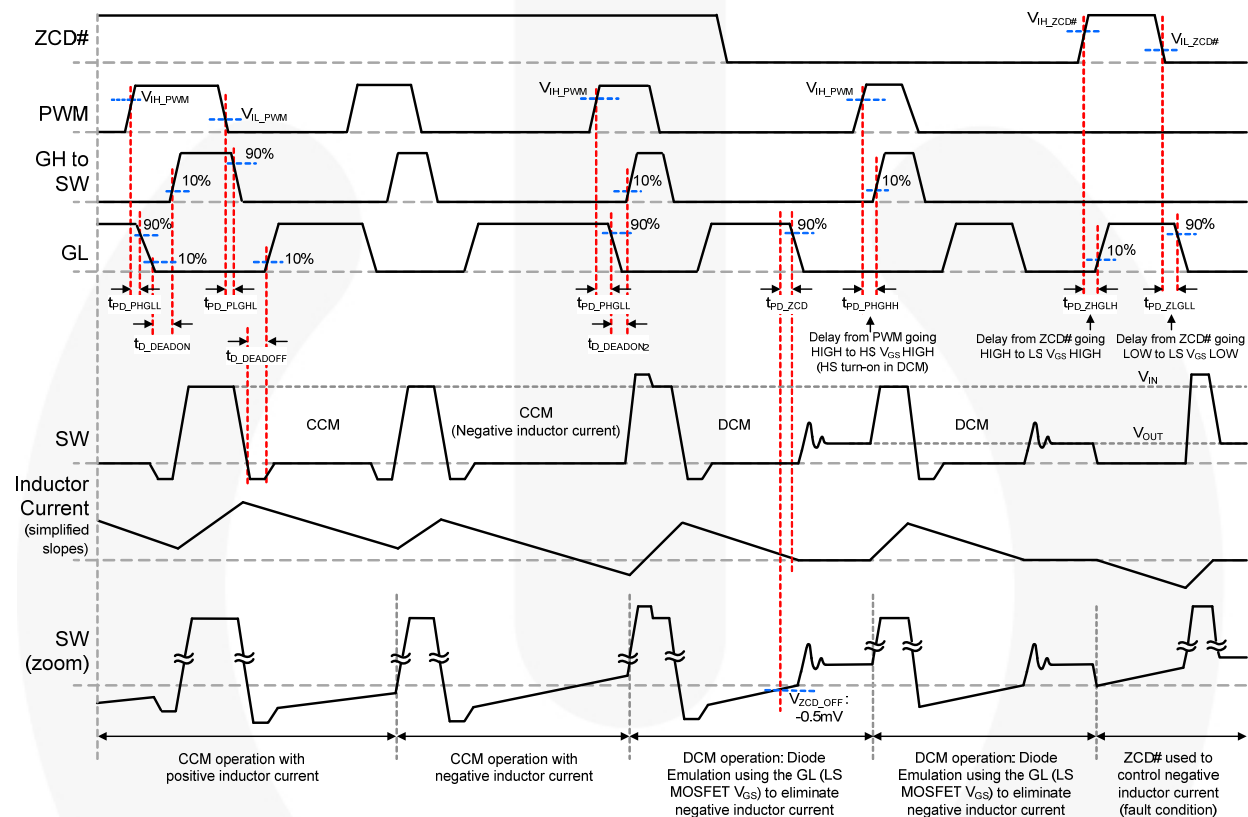 ZCD#
V_IH_ZCD#
V_IL_ZCD#
PWM
V_IH_PWM
V_IL_PWM
V_IH_PWM
V_IH_PWM
GH to
SW
90%
10%
10%
10%
GL
90%
10%
10%
90%
90%
10%
90%
t_PD_PHGLL
t_PD_PLGHL
t_PD_PHGLL
t_PD_ZCD
t_PD_PHGHH
t_PD_ZHGLH
t_PD_ZLGLL
t_D_DEADON
t_D_DEADOFF
t_D_DEADON2
Delay from PWM going
HIGH to HS V_GS HIGH
(HS turn-on in DCM)
Delay from ZCD# going
HIGH to LS V_GS HIGH
Delay from ZCD# going
LOW to LS V_GS LOW
SW
CCM
CCM
(Negative inductor current)
DCM
DCM
V_IN
V_OUT
Inductor
Current
(simplified
slopes)
SW
(zoom)
V_ZCD_OFF :
-0.5mV
CCM operation with
positive inductor current
CCM operation with
negative inductor current
DCM operation: Diode
Emulation using the GL (LS
MOSFET V_GS) to eliminate
negative inductor current
DCM operation: Diode
Emulation using the GL (LS
MOSFET V_GS) to eliminate
negative inductor current
ZCD# used to
control negative
inductor current
(fault condition)